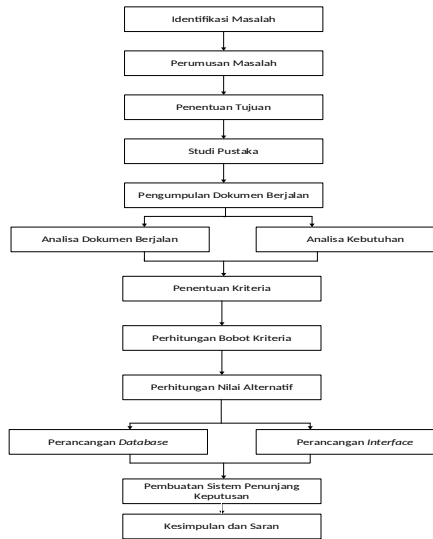 Identifikasi Masalah
Perumusan Masalah
Penentuan Tujuan
Studi Pustaka
Pengumpulan Dokumen Berjalan
Analisa Dokumen Berjalan
Analisa Kebutuhan
Penentuan Kriteria
Perhitungan Bobot Kriteria
Perhitungan Nilai Alternatif
Perancangan Database
Perancangan Interface
Pembuatan Sistem Penunjang
Keputusan
Kesimpulan dan Saran